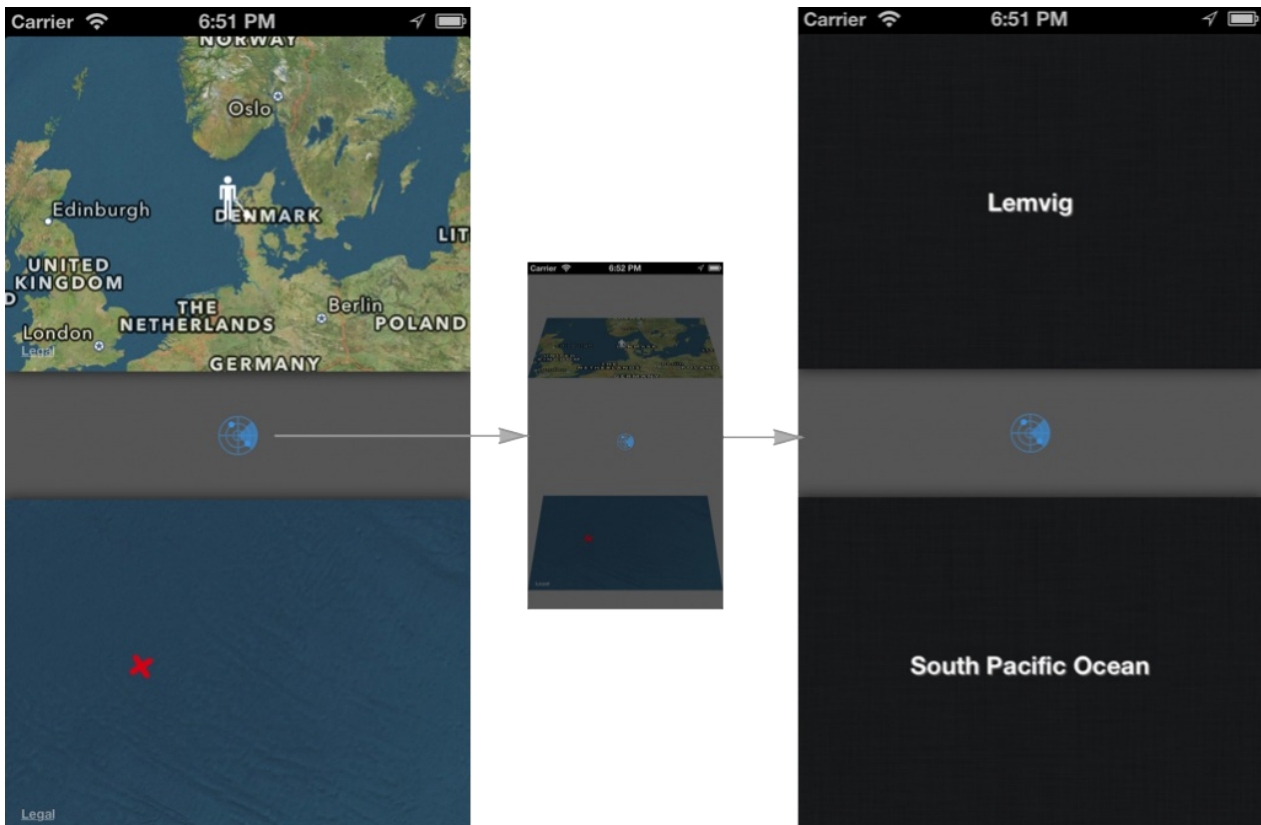 Carrier 6:51 PM
NORWAY
Oslo
Edinburgh
DENMARK
LIT
UNITED
KINGDOM
D
THE
NETHERLANDS
Berlin
POLAND
London
Legal
GERMANY
Legal
Carrier 6:52 PM
Legal
Carrier 6:51 PM
Lemvig
South Pacific Ocean